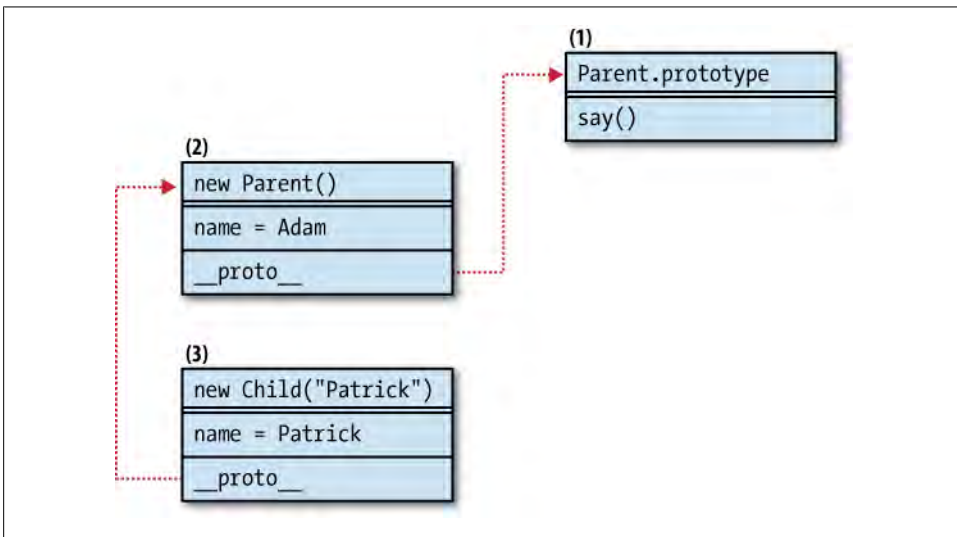 (1)
Parent.prototype
say()
(2)
new Parent()
name = Adam
__proto__
(3)
new Child("Patrick")
name = Patrick
__proto__